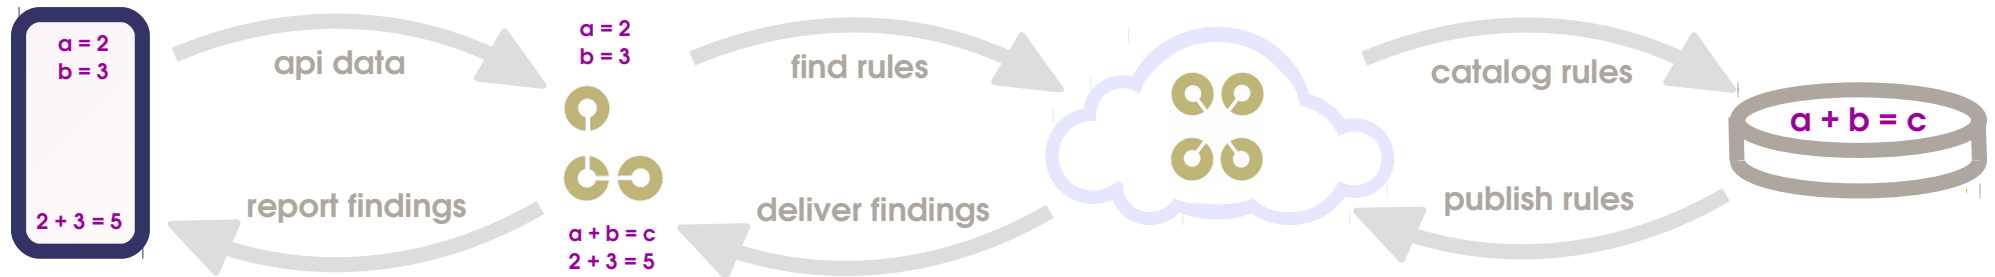 a = 2
b = 3
2 + 3 = 5
api data
report findings
a = 2
b = 3
a + b = c
2 + 3 = 5
find rules
deliver findings
catalog rules
publish rules
a + b = c